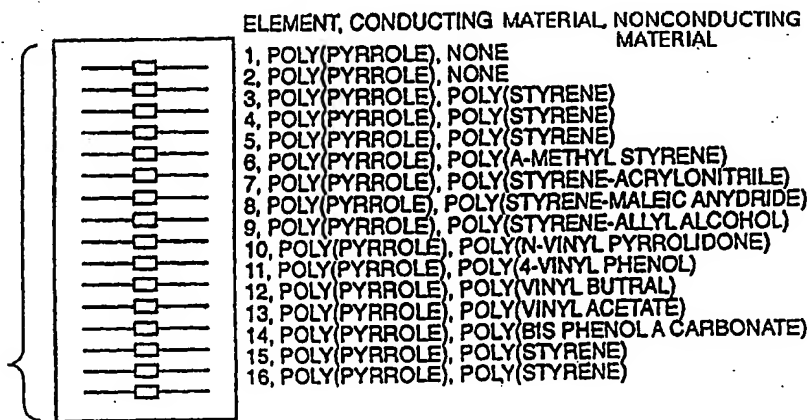 ELEMENT, CONDUCTING MATERIAL, NONCONDUCTING
MATERIAL
1, POLY(PYRROLE), NONE
2, POLY(PYRROLE), NONE
3, POLY(PYRROLE), POLY(STYRENE)
4, POLY(PYRROLE), POLY(STYRENE)
5, POLY(PYRROLE), POLY(STYRENE)
6, POLY(PYRROLE), POLY(A-METHYL STYRENE)
7, POLY(PYRROLE), POLY(STYRENE-ACRYLONITRILE)
8, POLY(PYRROLE), POLY(STYRENE-MALEIC ANYDRIDE)
9, POLY(PYRROLE), POLY(STYRENE-ALLYL ALCOHOL)
10, POLY(PYRROLE), POLY(N-VINYL PYRROLIDONE)
11, POLY(PYRROLE), POLY(4-VINYL PHENOL)
12, POLY(PYRROLE), POLY(VINYL BUTRAL)
13, POLY(PYRROLE), POLY(VINYL ACETATE)
14, POLY(PYRROLE), POLY(BIS PHENOL A CARBONATE)
15, POLY(PYRROLE), POLY(STYRENE)
16, POLY(PYRROLE), POLY(STYRENE)